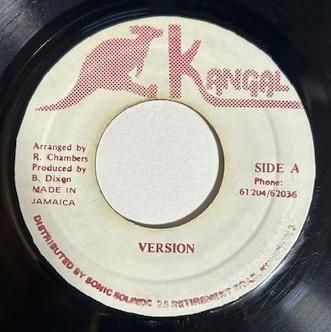 KANGAL
Arranged by
R. Chambers
Produced by
B. Dixon
MADE IN
JAMAICA
SIDE A
Phone:
61204/62036
VERSION
DISTRIBUTED BY SONIC SOUNDS 25 RETIREMENT ROAD